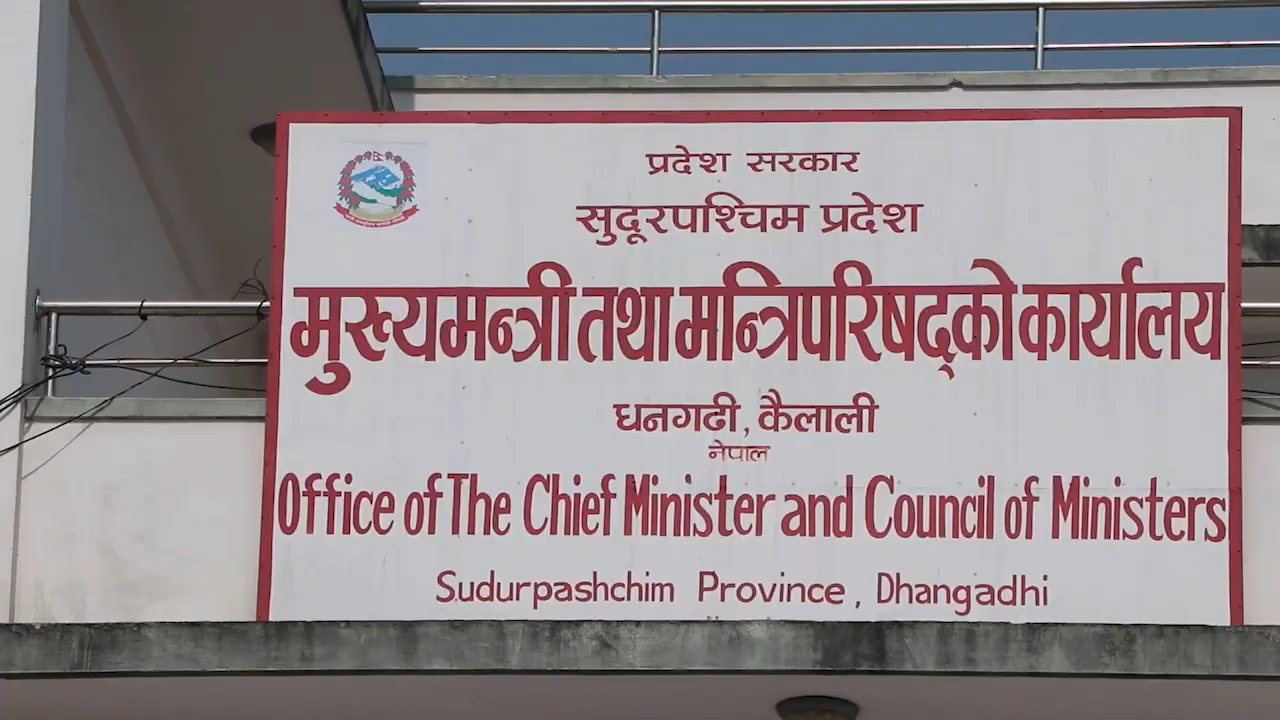 प्रदेश सरकार
सुदूरपश्चिम प्रदेश
मुख्यमन्त्री तथा मन्त्रिपरिषद्को कार्यालय
धनगढी, कैलाली
नेपाल
Office of The Chief Minister and Council of Ministers
Sudurpashchim Province, Dhangadhi